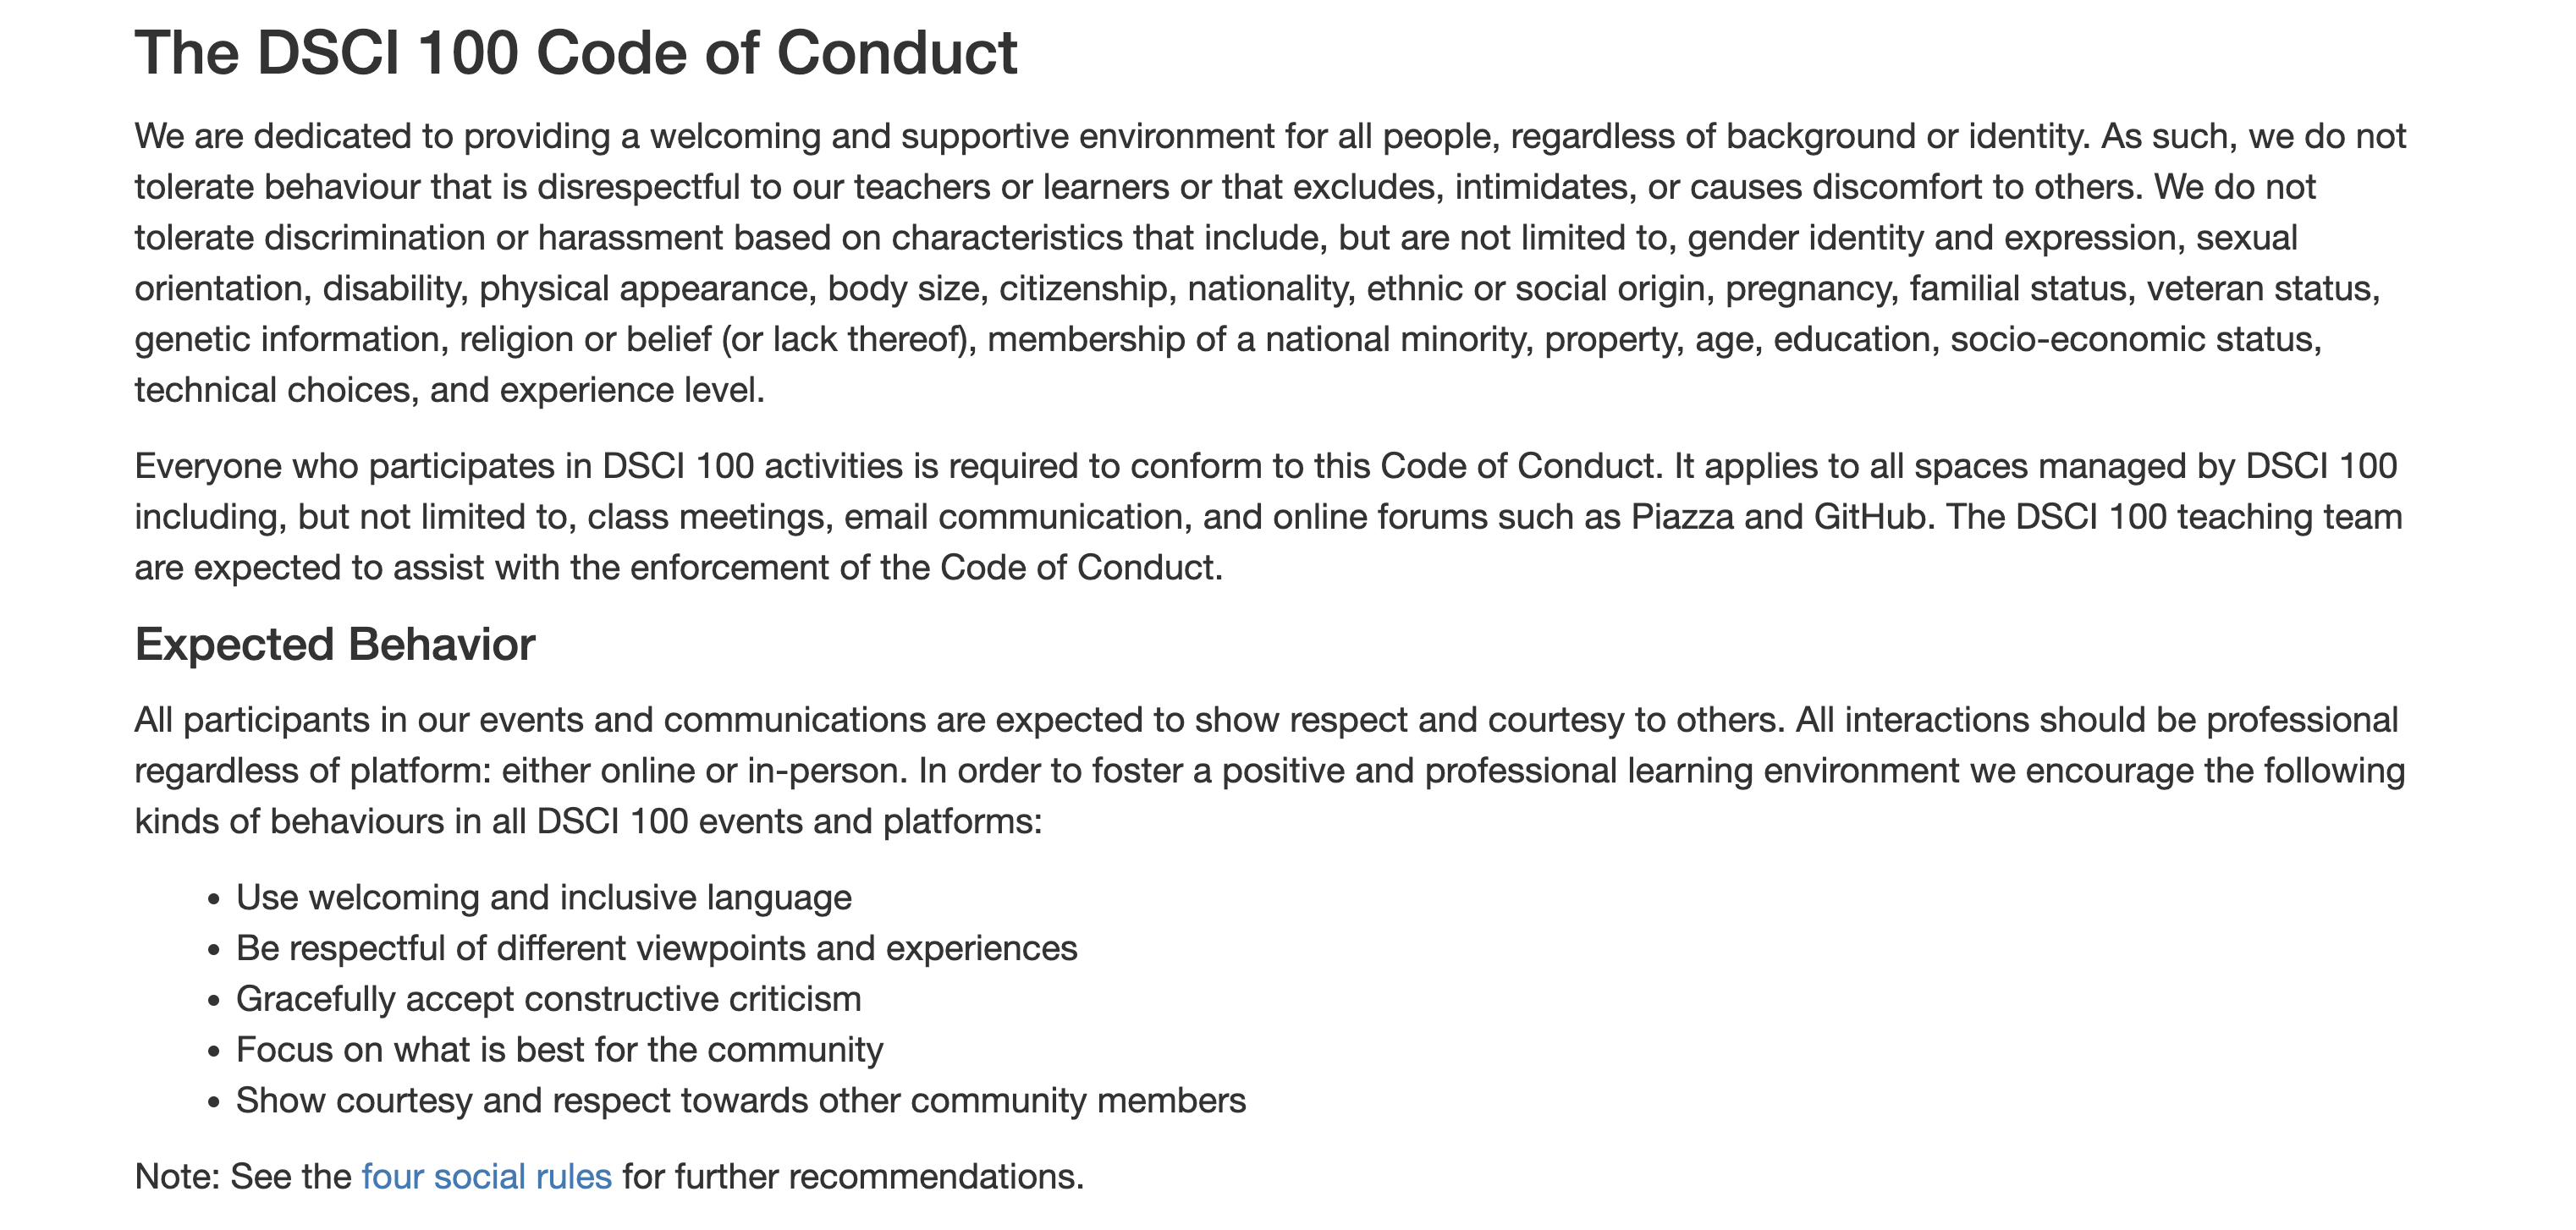 The DSCI 100 Code of Conduct
We are dedicated to providing a welcoming and supportive environment for all people, regardless of background or identity. As such, we do not
tolerate behaviour that is disrespectful to our teachers or learners or that excludes, intimidates, or causes discomfort to others. We do not
tolerate discrimination or harassment based on characteristics that include, but are not limited to, gender identity and expression, sexual
orientation, disability, physical appearance, body size, citizenship, nationality, ethnic or social origin, pregnancy, familial status, veteran status,
genetic information, religion or belief (or lack thereof), membership of a national minority, property, age, education, socio-economic status,
technical choices, and experience level.
Everyone who participates in DSCI 100 activities is required to conform to this Code of Conduct. It applies to all spaces managed by DSCI 100
including, but not limited to, class meetings, email communication, and online forums such as Piazza and GitHub. The DSCI 100 teaching team
are expected to assist with the enforcement of the Code of Conduct.
Expected Behavior
All participants in our events and communications are expected to show respect and courtesy to others. All interactions should be professional
regardless of platform: either online or in-person. In order to foster a positive and professional learning environment we encourage the following
kinds of behaviours in all DSCI 100 events and platforms:
• Use welcoming and inclusive language
• Be respectful of different viewpoints and experiences
• Gracefully accept constructive criticism
• Focus on what is best for the community
• Show courtesy and respect towards other community members
Note: See the four social rules for further recommendations.